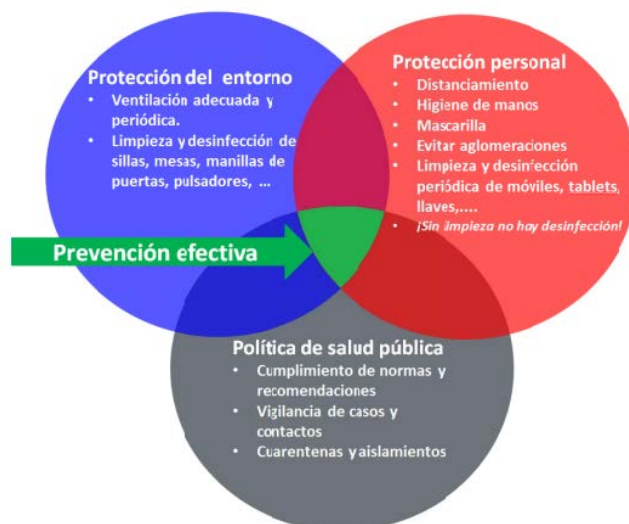 Protección del entorno
• Ventilación adecuada y
periódica.
• Limpieza y desinfección de
sillas, mesas, manillas de
puertas, pulsadores, ...
Protección personal
• Distanciamiento
• Higiene de manos
• Mascarilla
• Evitar aglomeraciones
• Limpieza y desinfección
periódica de móviles, tablets,
llaves,....
• ¡Sin limpieza no hay desinfección!
Prevención efectiva
Política de salud pública
• Cumplimiento de normas y
recomendaciones
• Vigilancia de casos y
contactos
• Cuarentenas y aislamientos